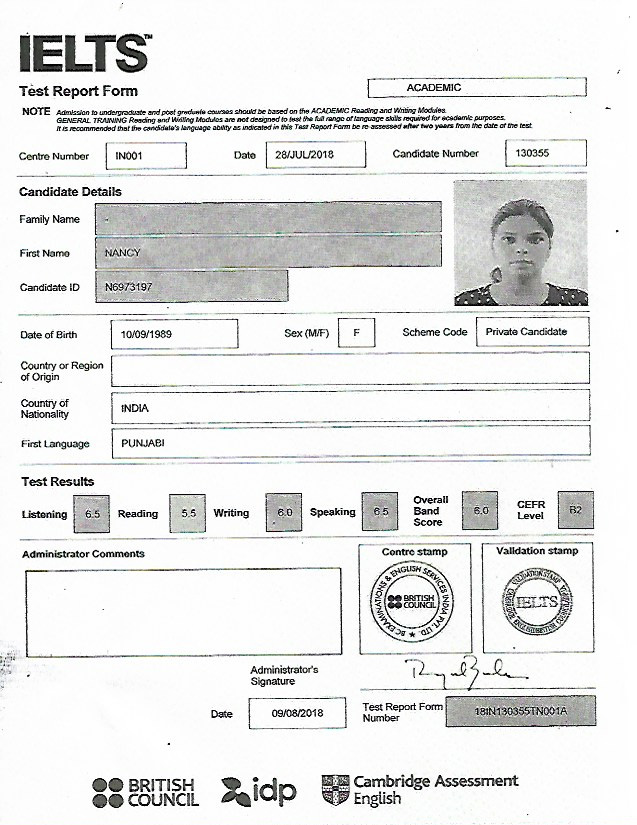 IELTS™
Test Report Form
ACADEMIC
NOTE Admission to undergraduate and post graduate courses should be based on the ACADEMIC Reading and Writing Modules.
GENERAL TRAINING Reading and Writing Modules are not designed to test the full range of language skills required for academic purposes.
It is recommended that the candidate's language ability as indicated in this Test Report Form be re-assessed after two years from the date of the test.
Centre Number IN001 Date 28/JUL/2018 Candidate Number 130355
Candidate Details
Family Name -
First Name NANCY
Candidate ID N6973197
Date of Birth 10/09/1989 Sex (M/F) F Scheme Code Private Candidate
Country or Region
of Origin
Country of
Nationality INDIA
First Language PUNJABI
Test Results
Listening 6.5 Reading 5.5 Writing 6.0 Speaking 6.5 Overall Band Score 6.0 CEFR Level B2
Administrator Comments
Centre stamp
Validation stamp
BC EXAMINATIONS & ENGLISH SERVICES INDIA PVT. LTD.
BRITISH
COUNCIL
IELTS
Administrator's
Signature
Date 09/08/2018
Test Report Form
Number 18IN130355TN001A
BRITISH
COUNCIL
idp
Cambridge Assessment
English